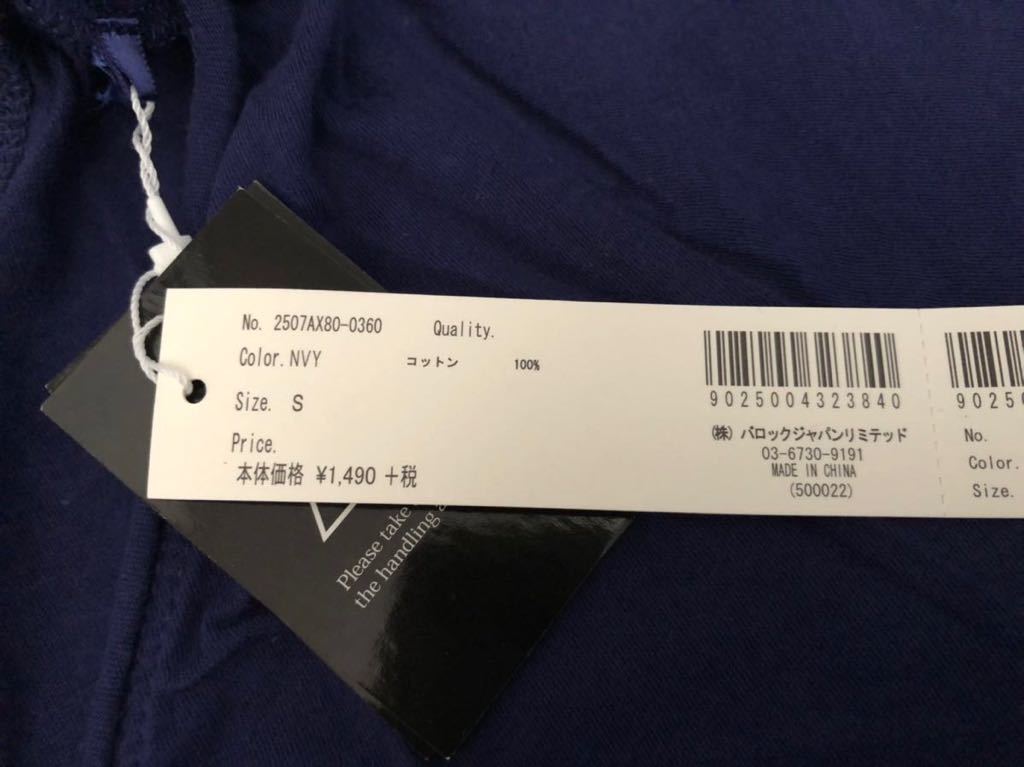 No. 2507AX80-0360
Quality.
Color. NVY
コットン 100%
Size. S
Price.
本体価格 ¥1,490 +税
9025004323840
(株) バロックジャパンリミテッド
03-6730-9191
MADE IN CHINA
(500022)
9025
No.
Color.
Size.
Please take
the handling a